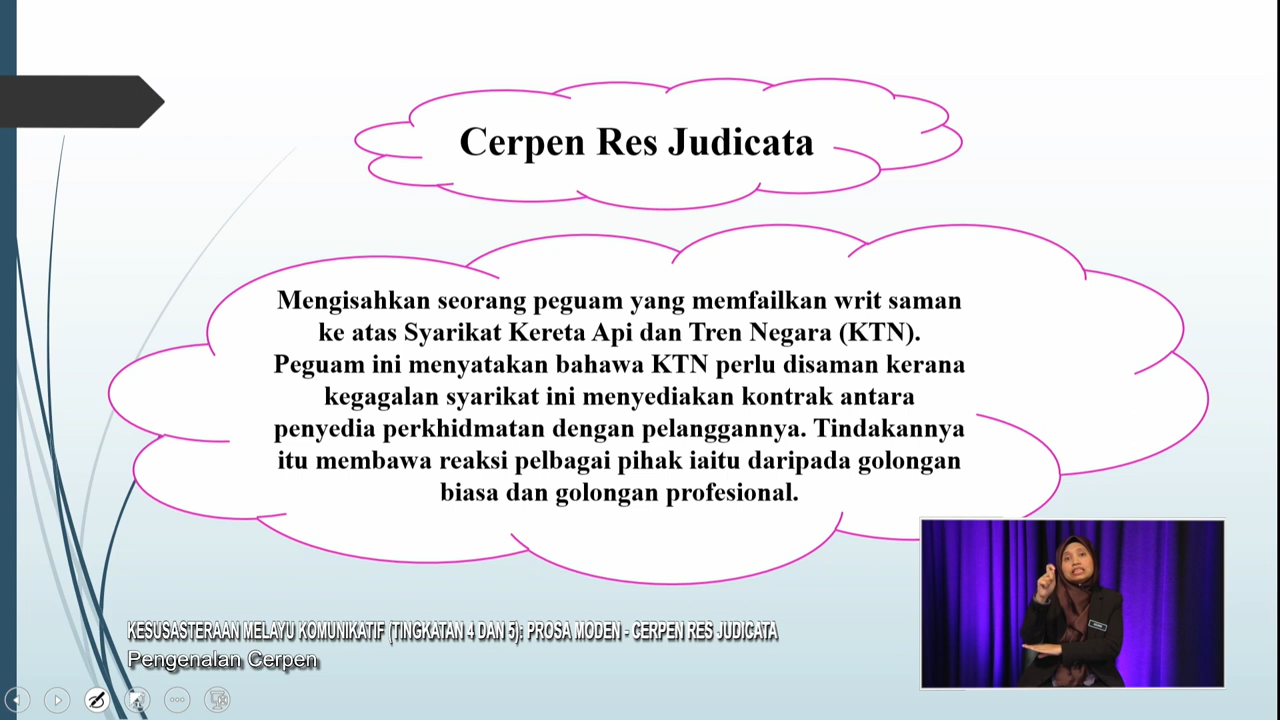 Cerpen Res Judicata
Mengisahkan seorang peguam yang memfailkan writ saman
ke atas Syarikat Kereta Api dan Tren Negara (KTN).
Peguam ini menyatakan bahawa KTN perlu disaman kerana
kegagalan syarikat ini menyediakan kontrak antara
penyedia perkhidmatan dengan pelanggannya. Tindakannya
itu membawa reaksi pelbagai pihak iaitu daripada golongan
biasa dan golongan profesional.
KESUSASTERAAN MELAYU KOMUNIKATIF (TINGKATAN 4 DAN 5): PROSA MODEN - CERPEN RES JUDICATA
Pengenalan Cerpen